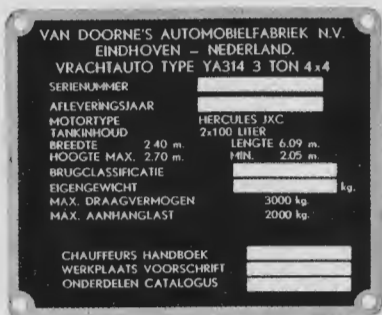 VAN DOORNE'S AUTOMOBIELFABRIEK N.V.
EINDHOVEN – NEDERLAND.
VRACHTAUTO TYPE YA314 3 TON 4x4
SERIENUMMER
AFLEVERINGSJAAR
MOTORTYPE HERCULES JXC
TANKINHOUD 2x100 LITER
BREEDTE 2.40 m. LENGTE 6.09 m.
HOOGTE MAX. 2.70 m. MIN. 2.05 m.
BRUGCLASSIFICATIE
EIGENGEWICHT kg.
MAX. DRAAGVERMOGEN 3000 kg.
MAX. AANHANGLAST 2000 kg.
CHAUFFEURS HANDBOEK
WERKPLAATS VOORSCHRIFT
ONDERDELEN CATALOGUS